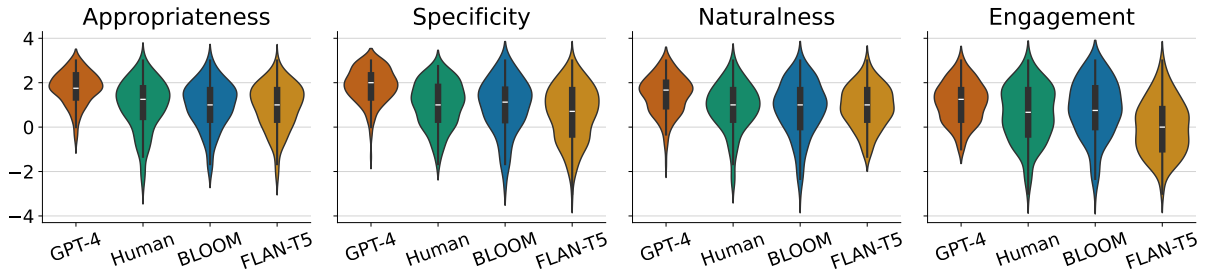 Appropriateness Specificity Naturalness Engagement
4
2
0
−2
−4
GPT-4 Human BLOOM FLAN-T5 GPT-4 Human BLOOM FLAN-T5 GPT-4 Human BLOOM FLAN-T5 GPT-4 Human BLOOM FLAN-T5